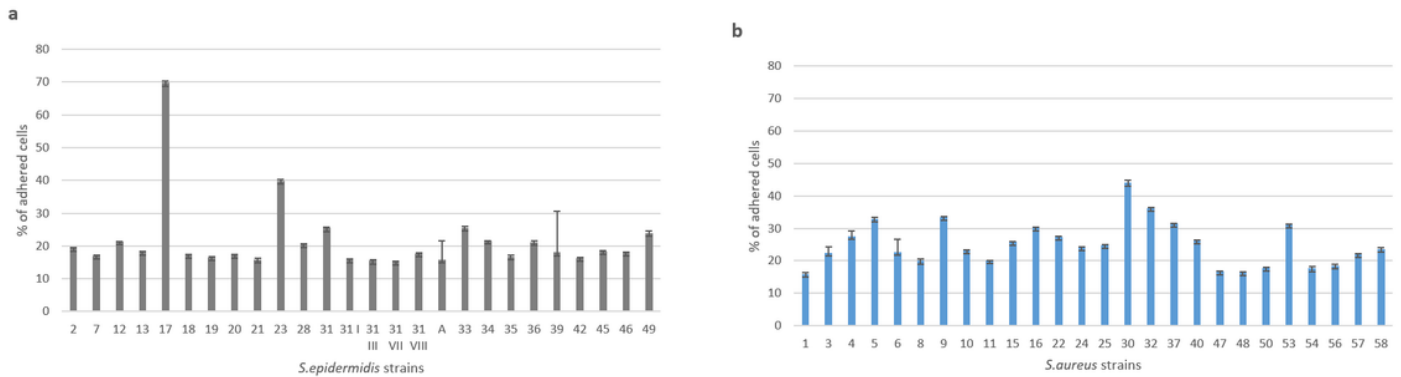 a
80
70
60
50
40
30
20
10
0
% of adhered cells
2 7 12 13 17 18 19 20 21 23 28 31 31 I 31 31 31 A 33 34 35 36 39 42 45 46 49
III VII VIII
S.epidermidis strains
b
80
70
60
50
40
30
20
10
0
% of adhered cells
1 3 4 5 6 8 9 10 11 15 16 22 24 25 30 32 37 40 47 48 50 53 54 56 57 58
S.aureus strains